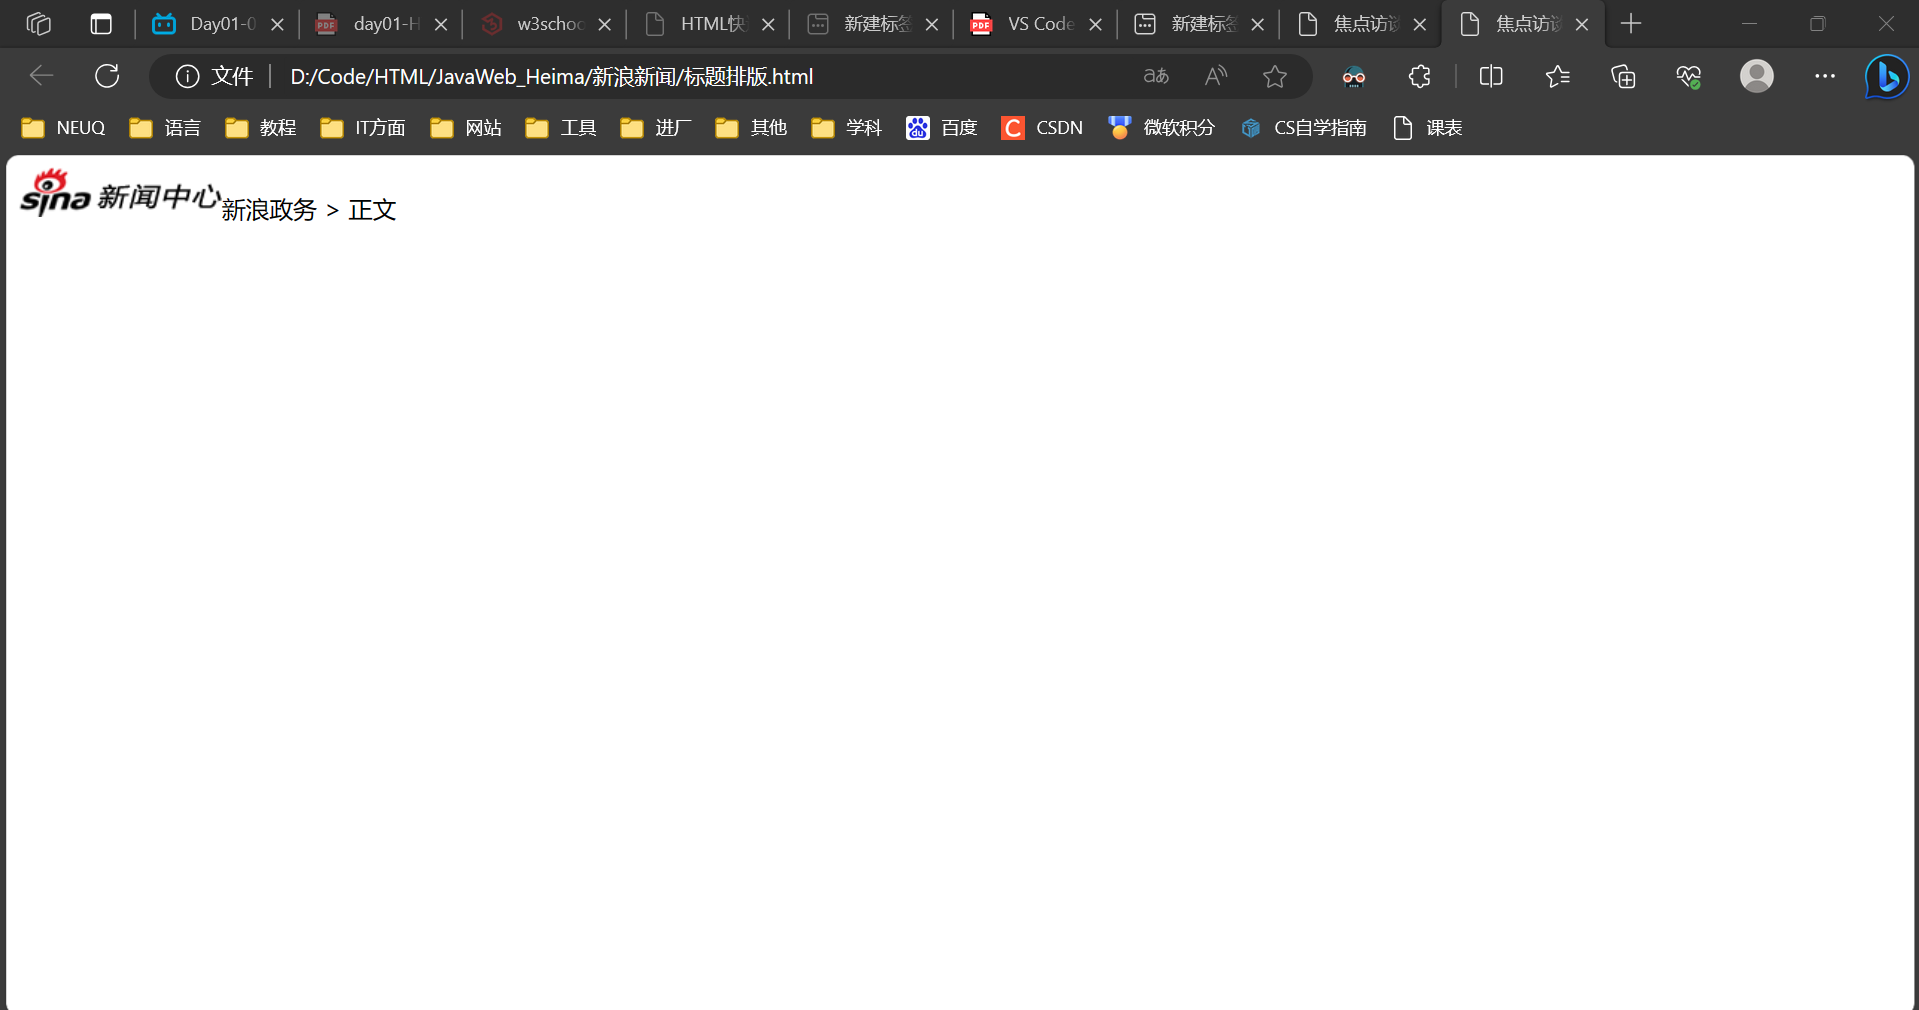 Day01-0 day01-H w3schoo HTML快 新建标签 VS Code 新建标签 焦点访谈 焦点访谈
文件 D:/Code/HTML/JavaWeb_Heima/新浪新闻/标题排版.html
NEUQ 语言 教程 IT方面 网站 工具 进厂 其他 学科 百度 CSDN 微软积分 CS自学指南 课表
sina 新闻中心新浪政务 > 正文